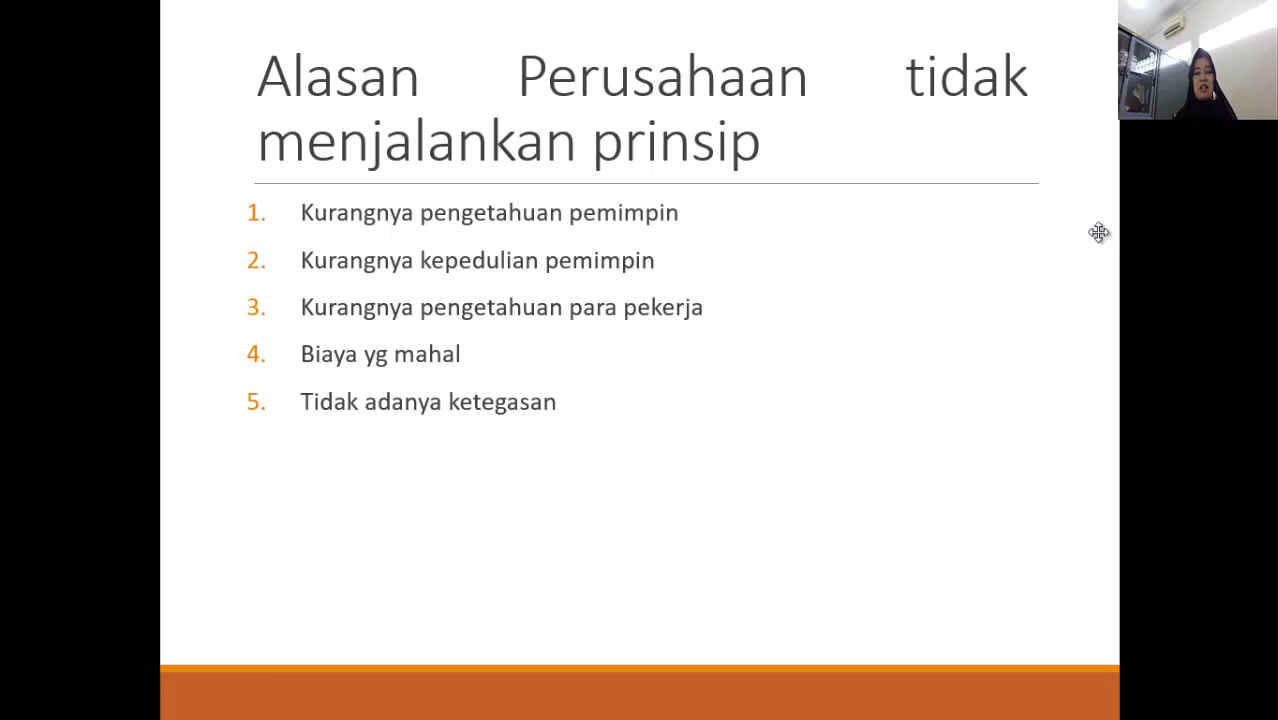 Alasan Perusahaan tidak
menjalankan prinsip
1. Kurangnya pengetahuan pemimpin
2. Kurangnya kepedulian pemimpin
3. Kurangnya pengetahuan para pekerja
4. Biaya yg mahal
5. Tidak adanya ketegasan